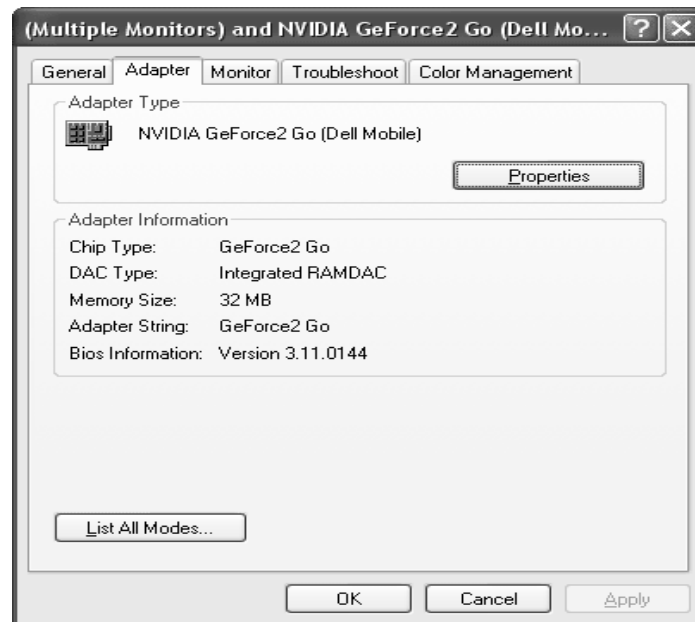 (Multiple Monitors) and NVIDIA GeForce2 Go (Dell Mo...
General Adapter Monitor Troubleshoot Color Management
Adapter Type
NVIDIA GeForce2 Go (Dell Mobile)
Properties
Adapter Information
Chip Type: GeForce2 Go
DAC Type: Integrated RAMDAC
Memory Size: 32 MB
Adapter String: GeForce2 Go
Bios Information: Version 3.11.0144
List All Modes...
OK Cancel Apply